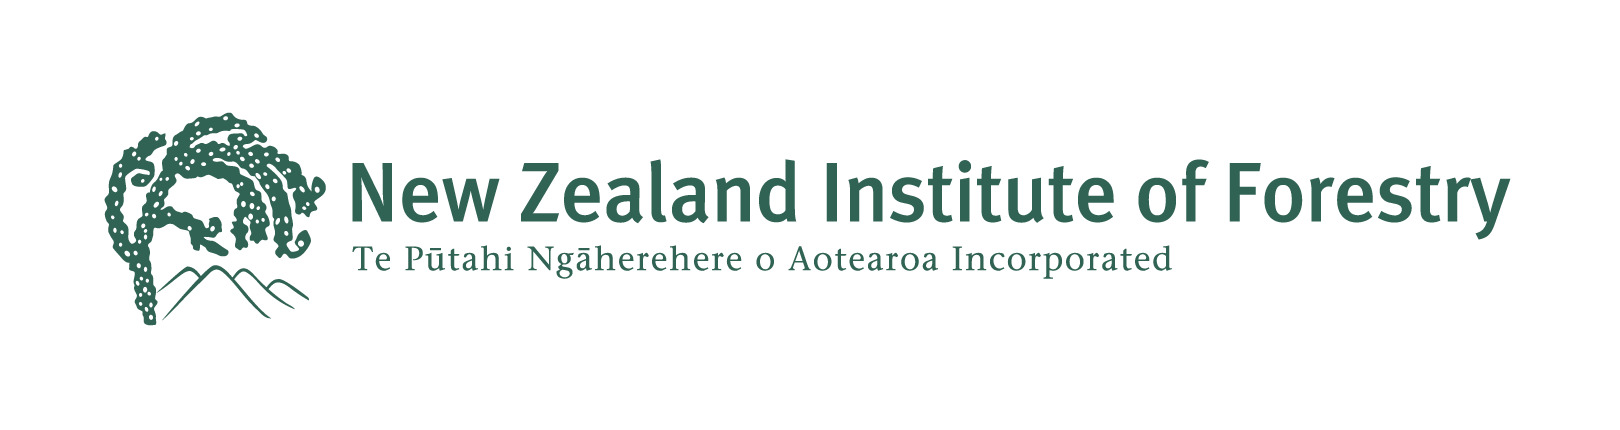 New Zealand Institute of Forestry
Te Pūtahi Ngāherehere o Aotearoa Incorporated